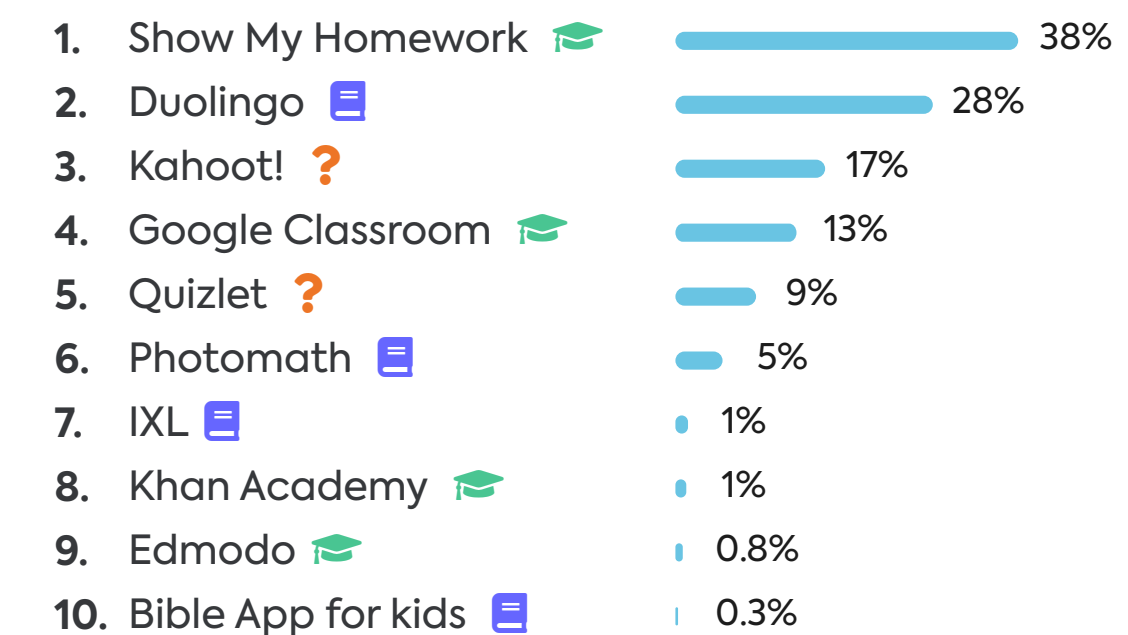 1. Show My Homework 38%
2. Duolingo 28%
3. Kahoot! 17%
4. Google Classroom 13%
5. Quizlet 9%
6. Photomath 5%
7. IXL 1%
8. Khan Academy 1%
9. Edmodo 0.8%
10. Bible App for kids 0.3%